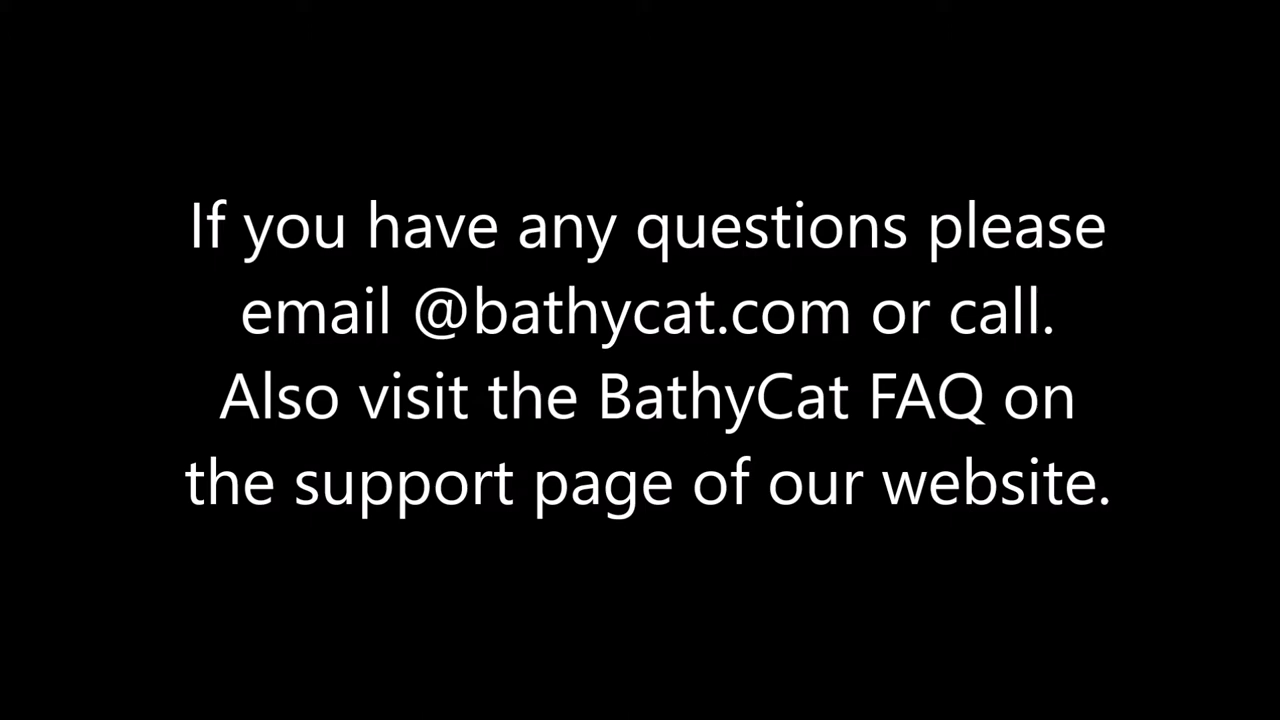 If you have any questions please
email @bathycat.com or call.
Also visit the BathyCat FAQ on
the support page of our website.